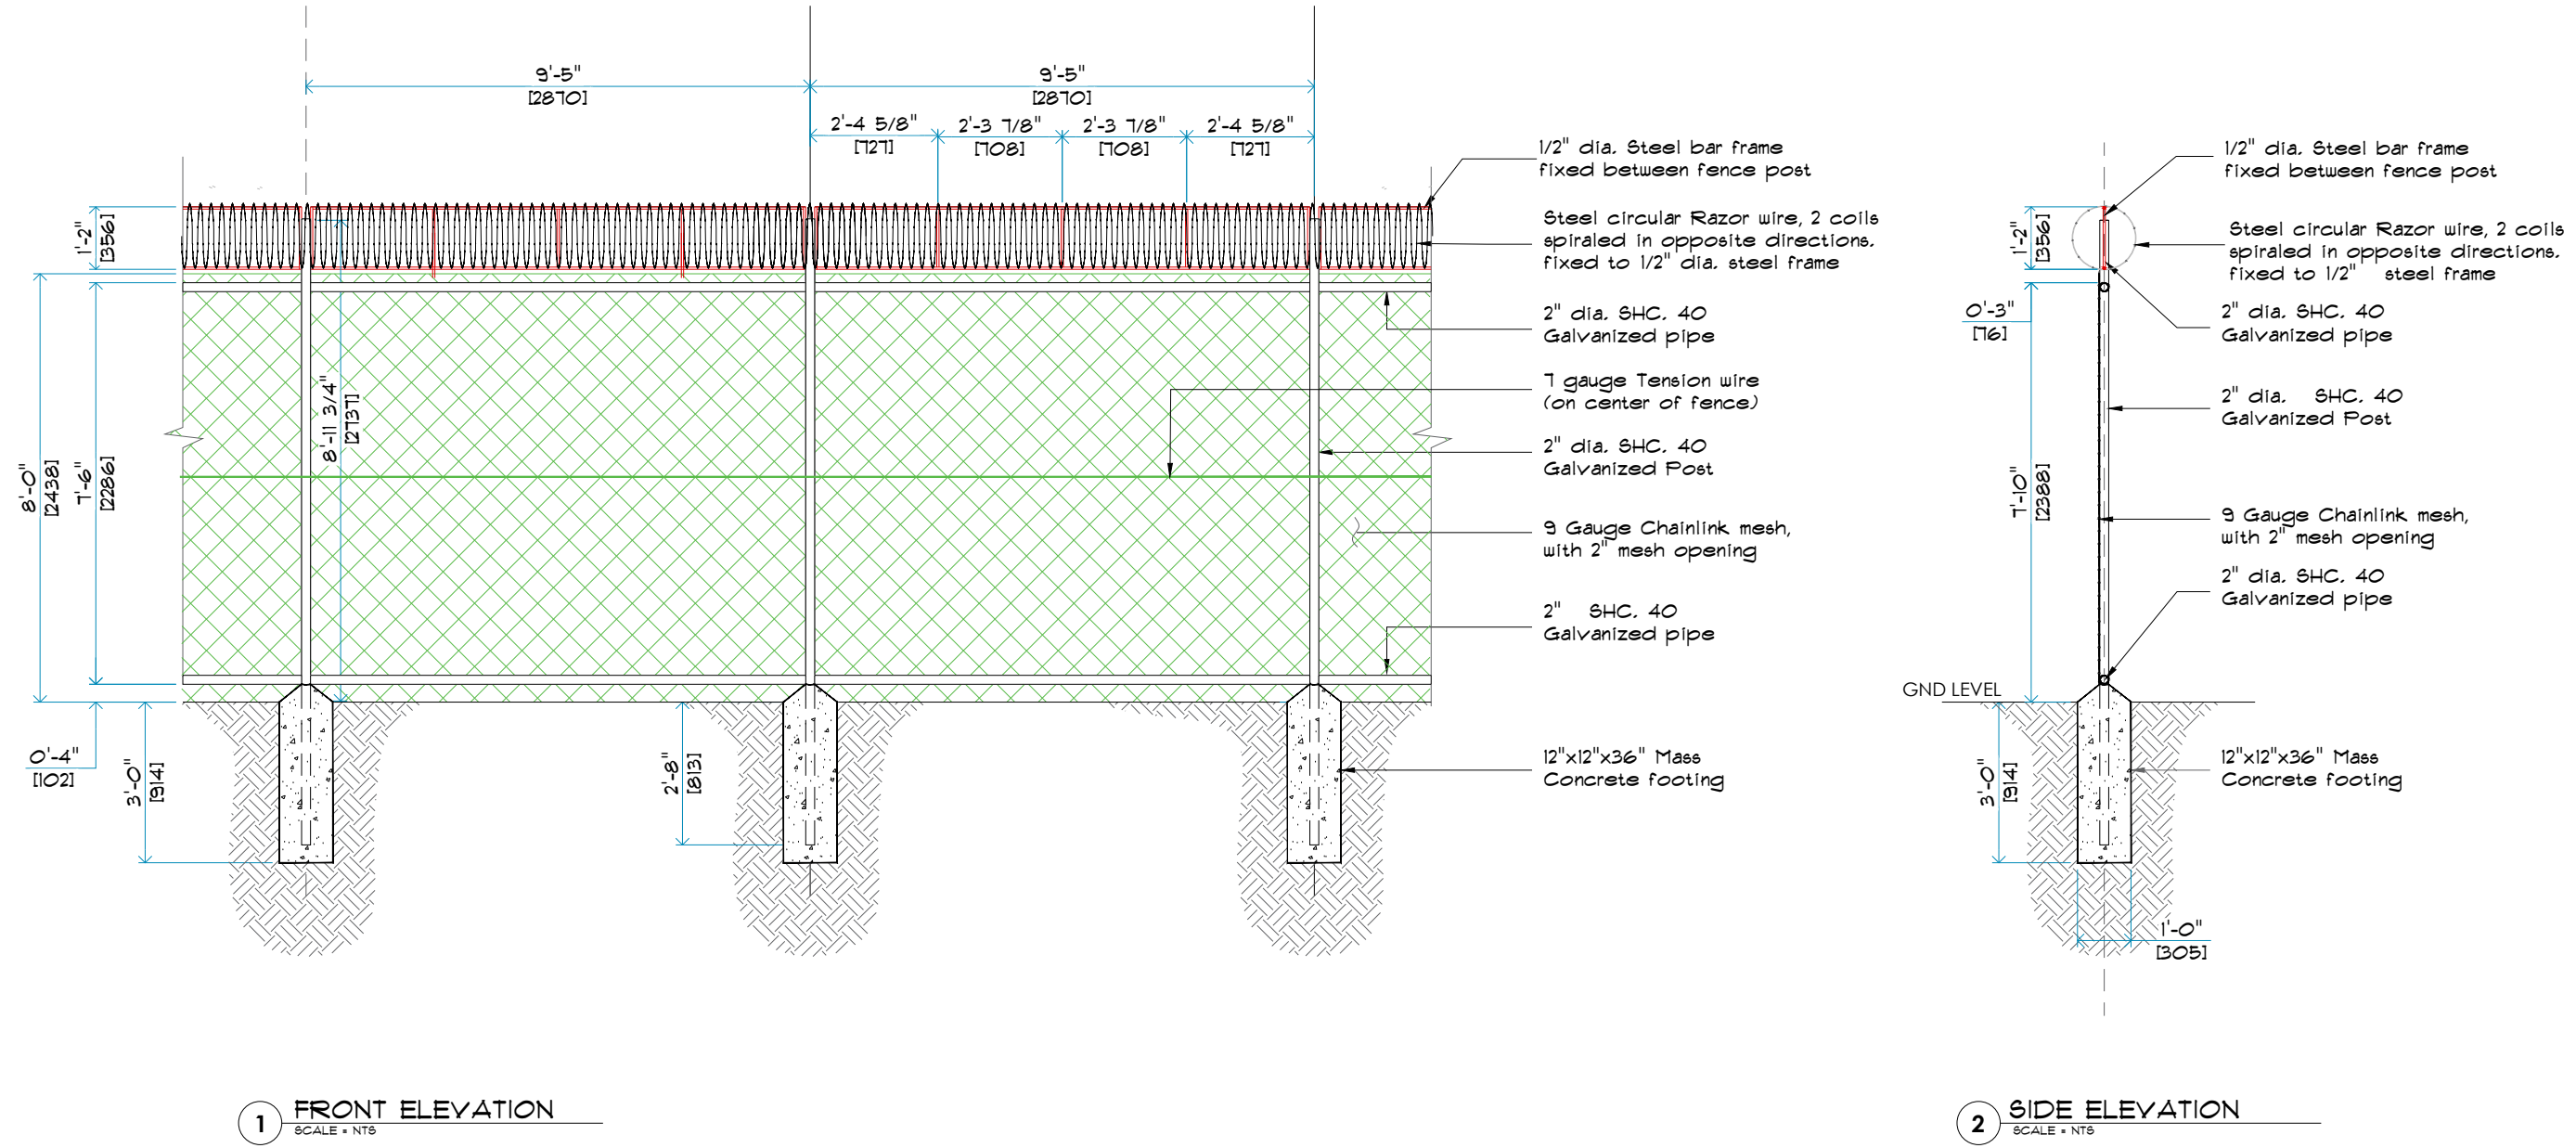 9'-5"
[2870]
9'-5"
[2870]
2'-4 5/8"
[727]
2'-3 7/8"
[708]
2'-3 7/8"
[708]
2'-4 5/8"
[727]
1'-2"
[356]
8'-0"
[2438]
7'-6"
[2286]
8'-11 3/4"
[2737]
0'-4"
[102]
3'-0"
[914]
2'-8"
[813]
1/2" dia. Steel bar frame
fixed between fence post
Steel circular Razor wire, 2 coils
spiraled in opposite directions.
fixed to 1/2" dia. steel frame
2" dia. SHC. 40
Galvanized pipe
7 gauge Tension wire
(on center of fence)
2" dia. SHC. 40
Galvanized Post
9 Gauge Chainlink mesh,
with 2" mesh opening
2" SHC. 40
Galvanized pipe
12"x12"x36" Mass
Concrete footing
1 FRONT ELEVATION
SCALE = NTS
1'-2"
[356]
0'-3"
[76]
7'-10"
[2388]
GND LEVEL
3'-0"
[914]
1'-0"
[305]
1/2" dia. Steel bar frame
fixed between fence post
Steel circular Razor wire, 2 coils
spiraled in opposite directions.
fixed to 1/2" steel frame
2" dia. SHC. 40
Galvanized pipe
2" dia. SHC. 40
Galvanized Post
9 Gauge Chainlink mesh,
with 2" mesh opening
2" dia. SHC. 40
Galvanized pipe
12"x12"x36" Mass
Concrete footing
2 SIDE ELEVATION
SCALE = NTS